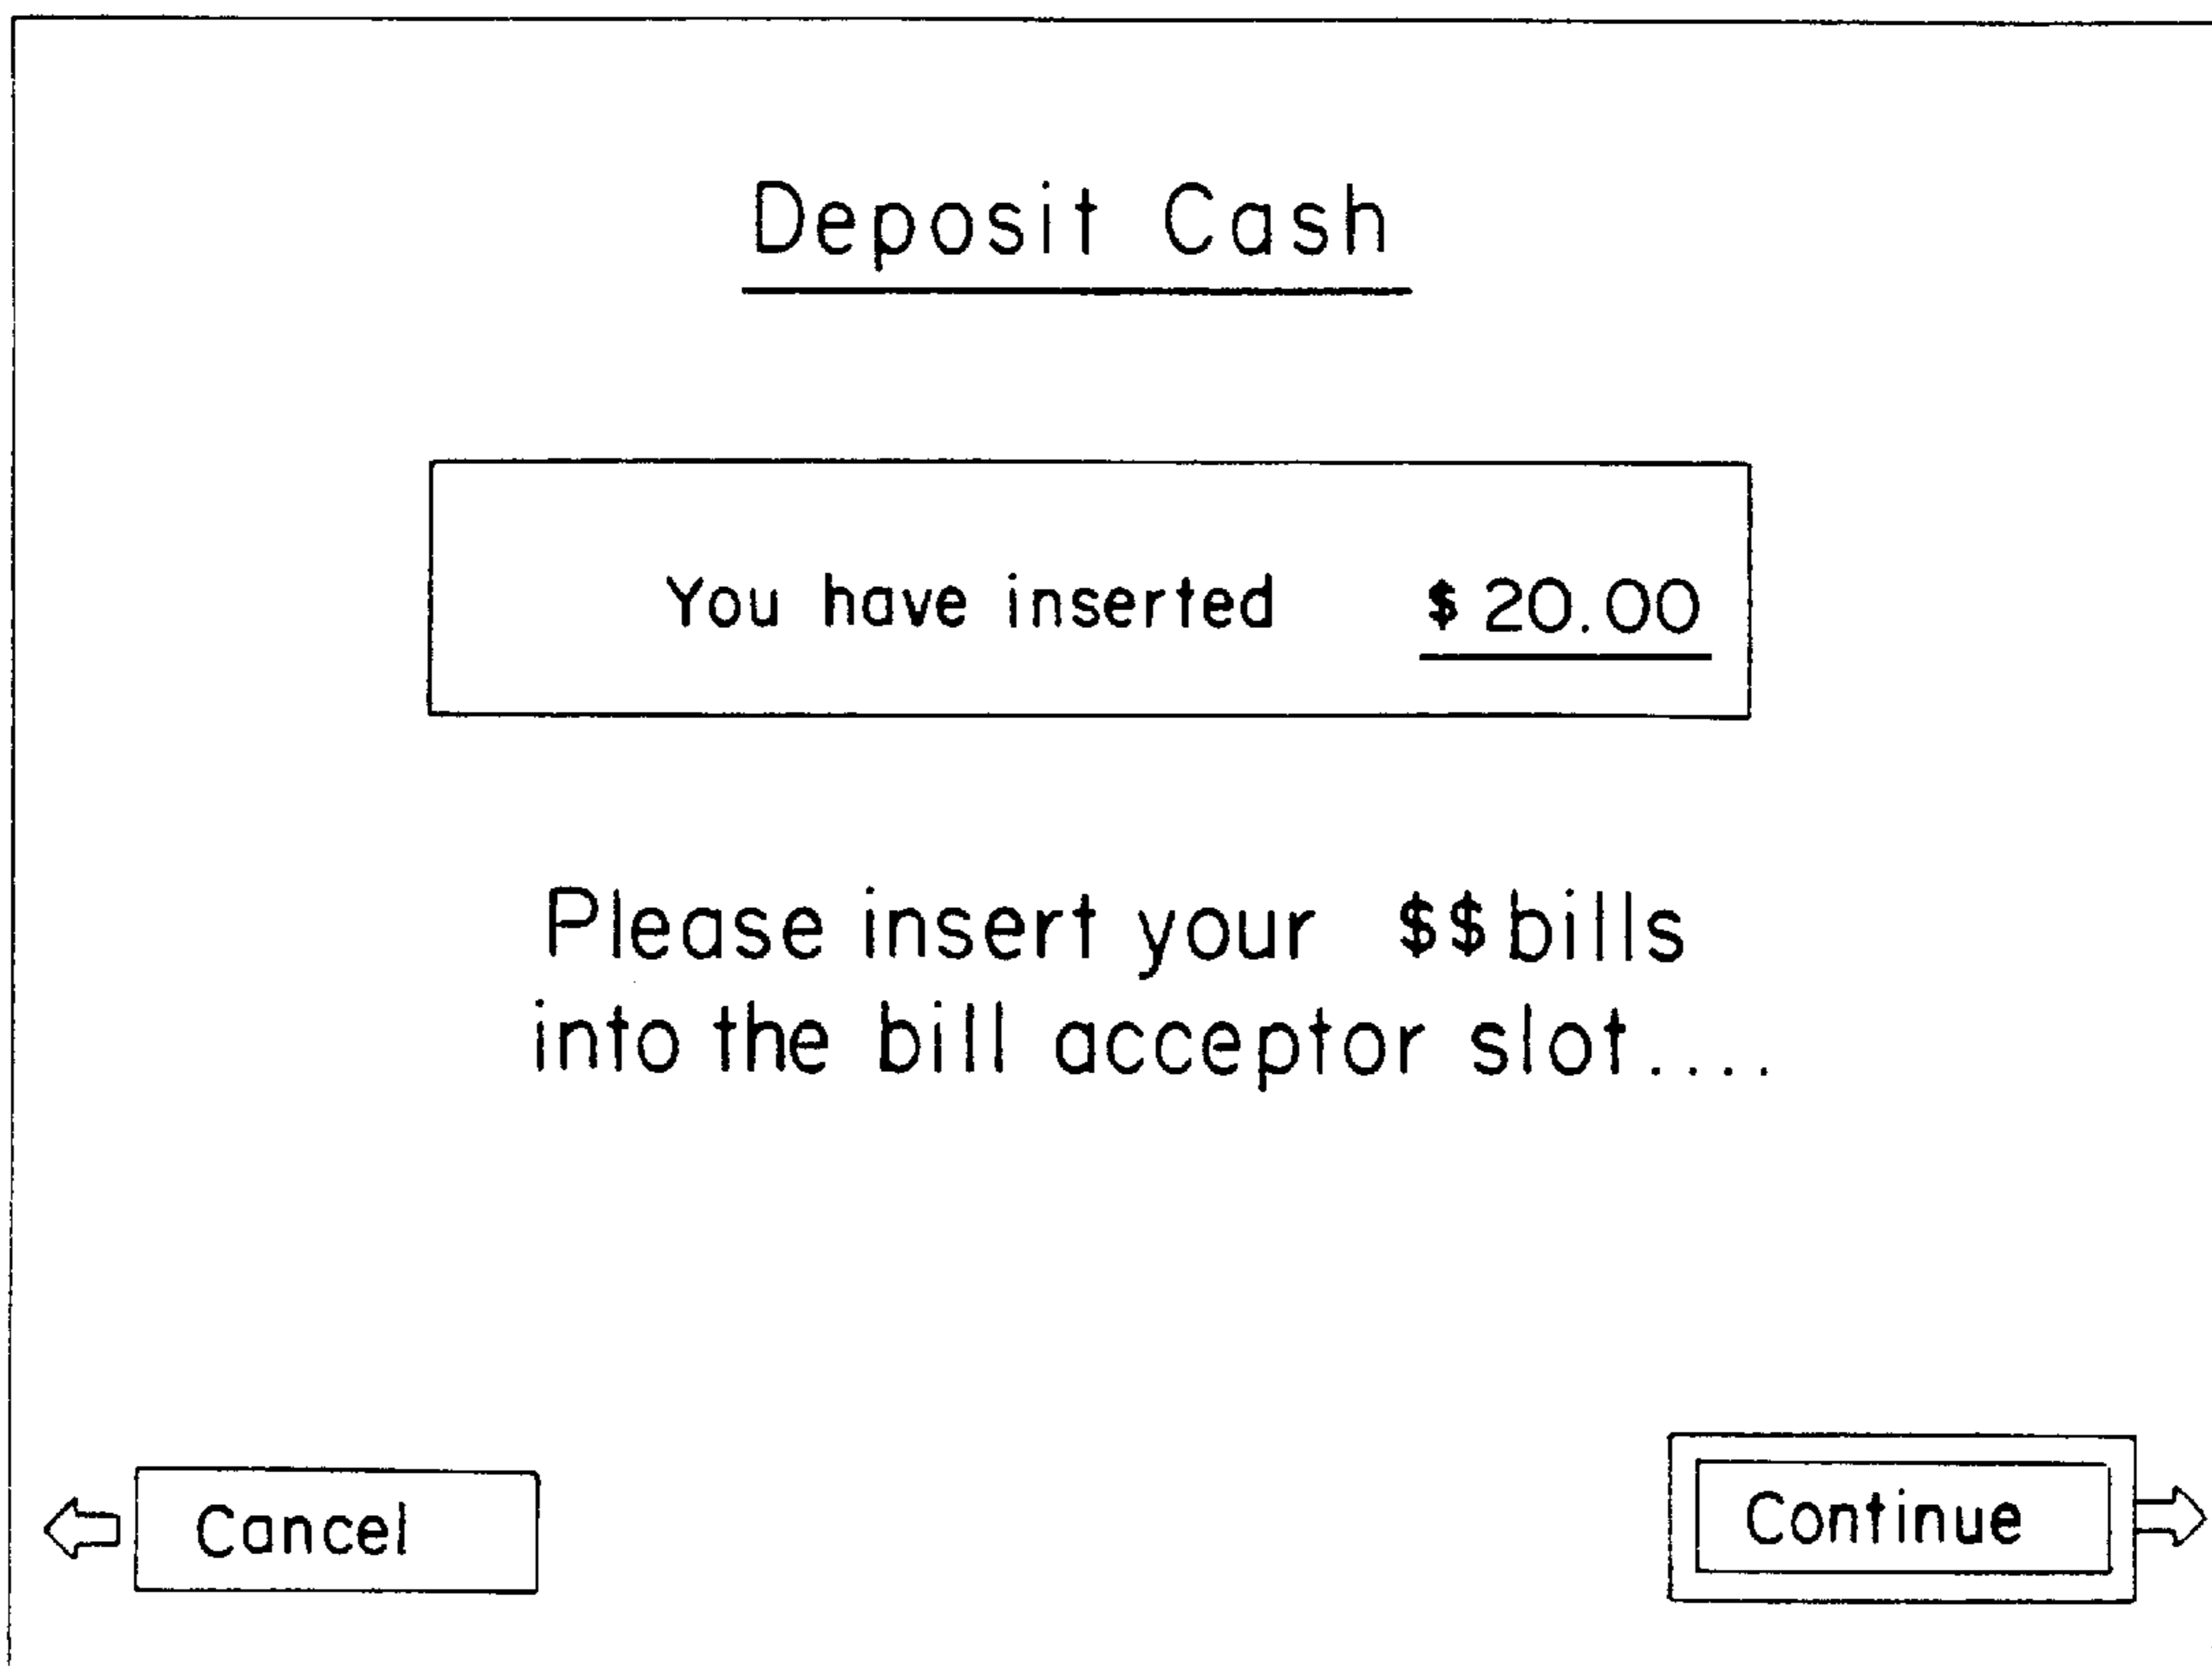 Deposit Cash
You have inserted $20.00
Please insert your $$bills
into the bill acceptor slot....
Cancel
Continue